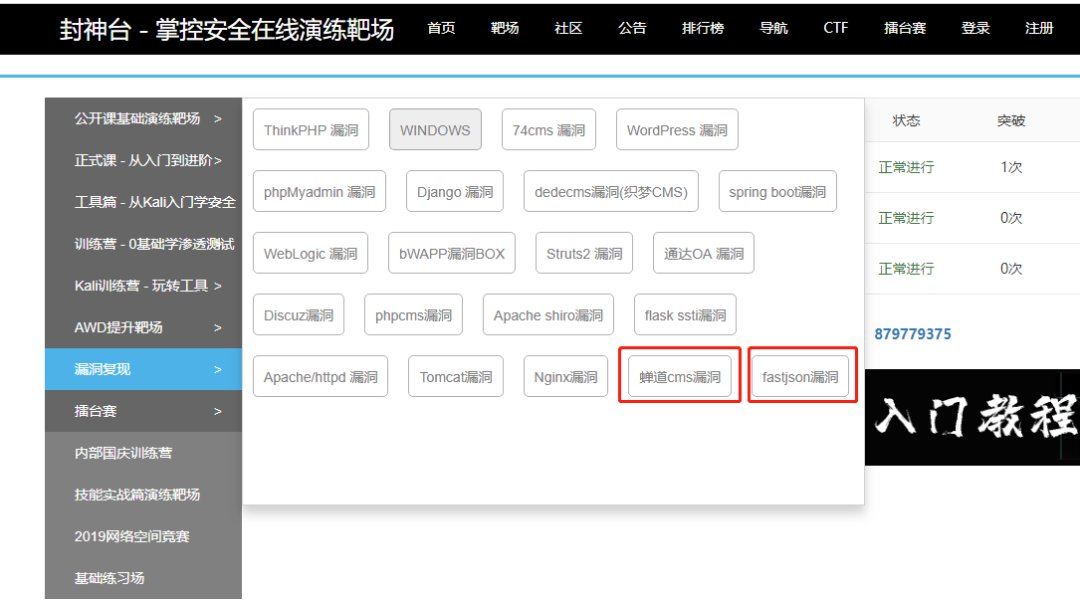 封神台 - 掌控安全在线演练靶场 首页 靶场 社区 公告 排行榜 导航 CTF 擂台赛 登录 注册
公开课基础演练靶场 >
正式课 - 从入门到进阶>
工具篇 - 从Kali入门学安全
训练营 - 0基础学渗透测试
Kali训练营 - 玩转工具 >
AWD提升靶场 >
漏洞复现 >
擂台赛 >
内部国庆训练营
技能实战篇演练靶场
2019网络空间竞赛
基础练习场
ThinkPHP 漏洞 WINDOWS 74cms 漏洞 WordPress 漏洞
phpMyadmin 漏洞 Django 漏洞 dedecms漏洞(织梦CMS) spring boot漏洞
WebLogic 漏洞 bWAPP漏洞BOX Struts2 漏洞 通达OA 漏洞
Discuz漏洞 phpcms漏洞 Apache shiro漏洞 flask ssti漏洞
Apache/httpd 漏洞 Tomcat漏洞 Nginx漏洞 蝉道cms漏洞 fastjson漏洞
状态 突破
正常进行 1次
正常进行 0次
正常进行 0次
879779375
入门教程